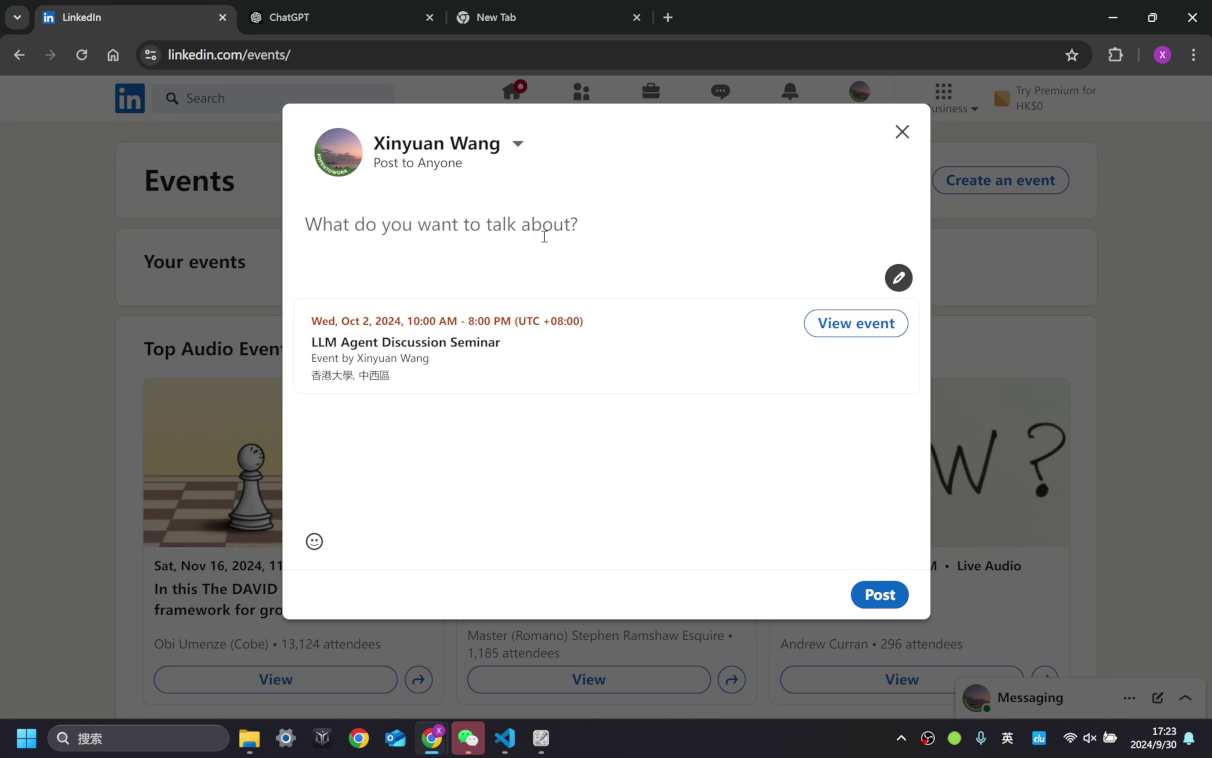 LinkedIn
ChatGPT
New Tab
linkedin.com/events/
X
in
Search
Try Premium for
HK$0
usiness
Xinyuan Wang
Post to Anyone
Events
Create an event
What do you want to talk about?
Your events
Wed, Oct 2, 2024, 10:00 AM - 8:00 PM (UTC +08:00)
View event
LLM Agent Discussion Seminar
Event by Xinyuan Wang
香港大學, 中西區
Top Audio Even
W ?
Sat, Nov 16, 2024, 11
M • Live Audio
In this The DAVID
framework for gro
Post
Obi Umenze (Cobe) • 13,124 attendees
Master (Romano) Stephen Ramshaw Esquire •
1,185 attendees
Andrew Curran • 296 attendees
View
View
View
Messaging
搜索
英
17:23
2024/9/30